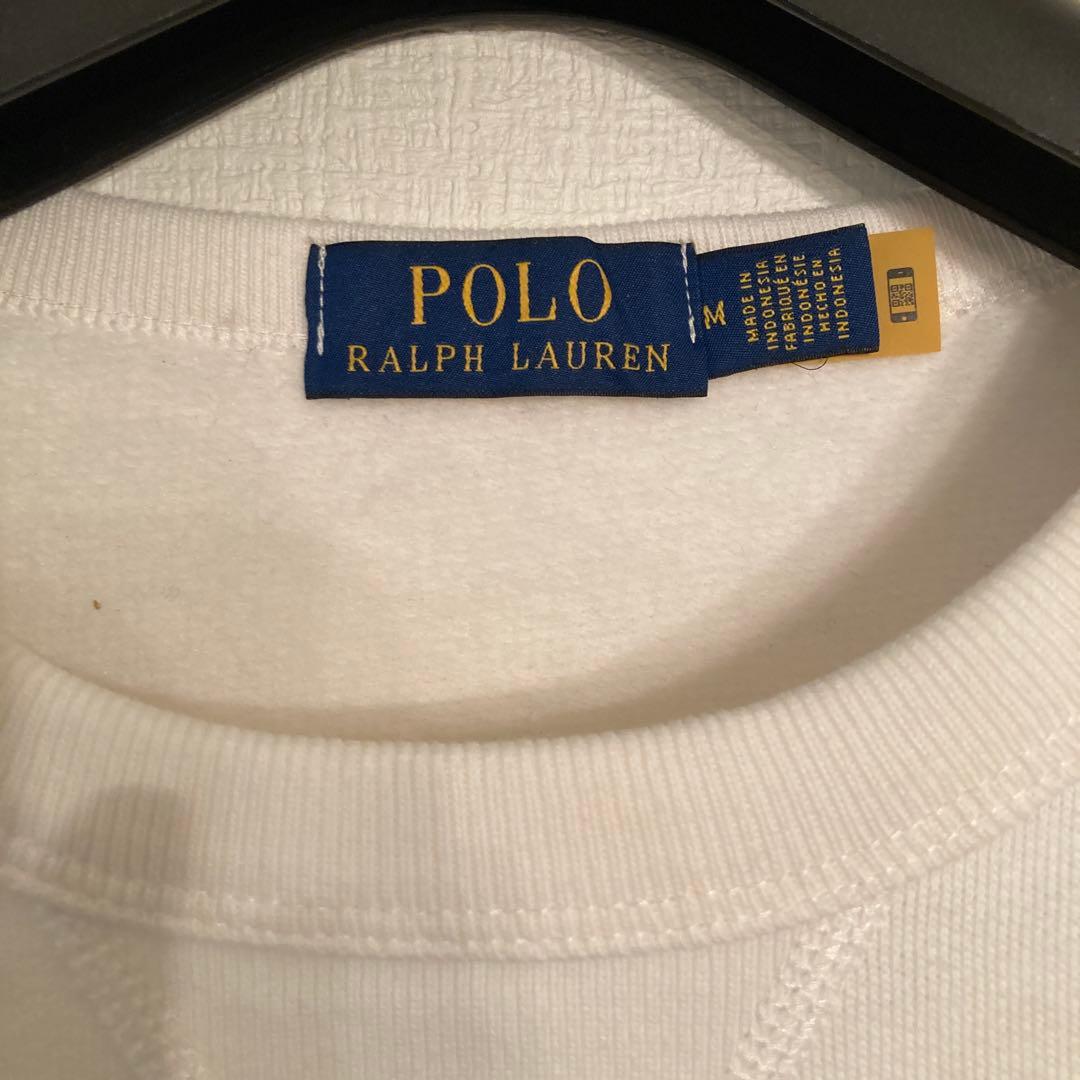 POLO
RALPH LAUREN
M
MADE IN
INDONESIA
FABRIQUÉ EN
INDONÉSIE
HECHO EN
INDONESIA